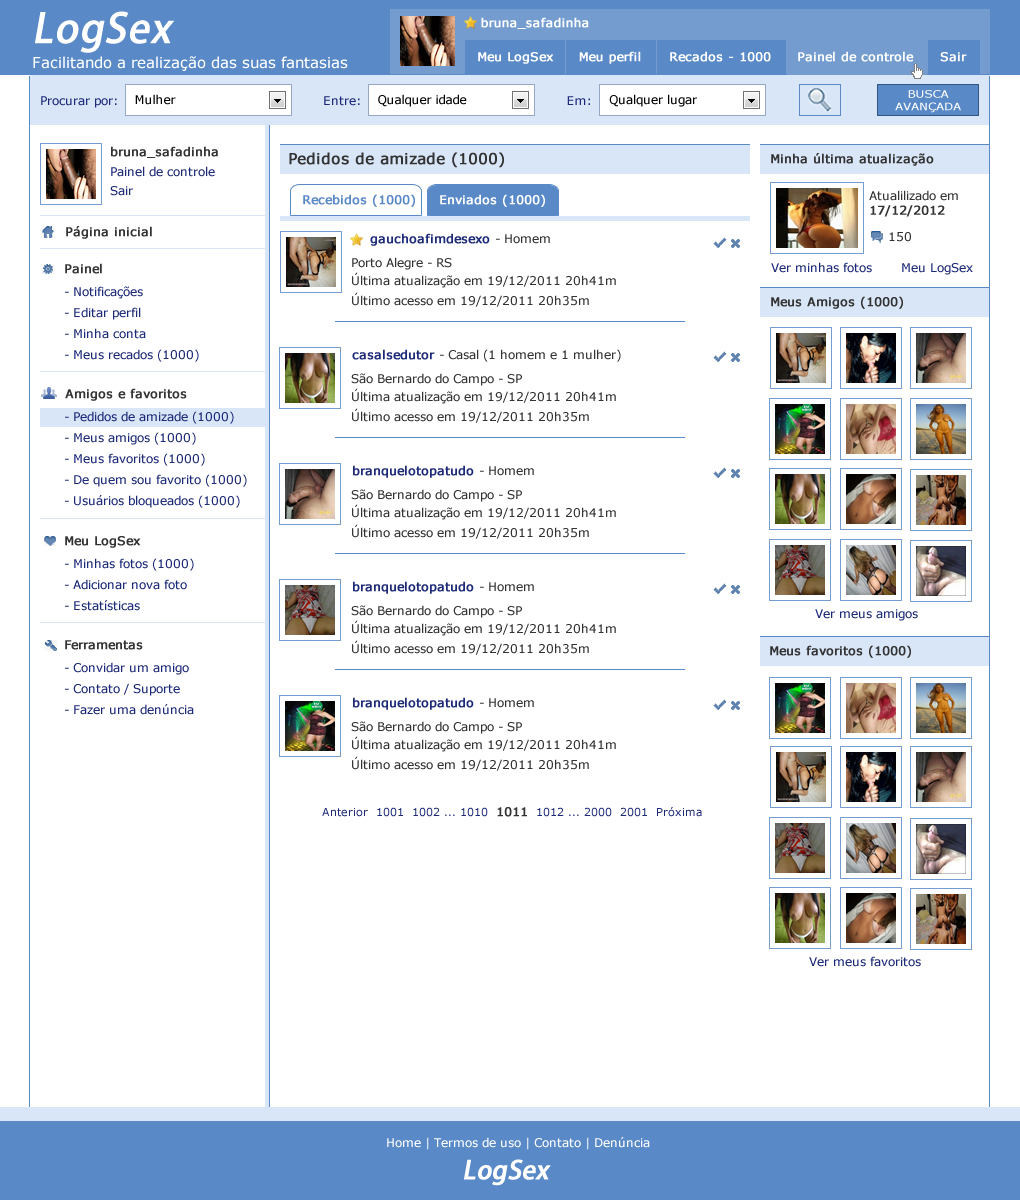 LogSex
Facilitando a realização das suas fantasias
bruna_safadinha
Meu LogSex Meu perfil Recados - 1000 Painel de controle Sair
Procurar por: Mulher Entre: Qualquer idade Em: Qualquer lugar BUSCA AVANÇADA
bruna_safadinha
Painel de controle
Sair
Página inicial
Painel
- Notificações
- Editar perfil
- Minha conta
- Meus recados (1000)
Amigos e favoritos
- Pedidos de amizade (1000)
- Meus amigos (1000)
- Meus favoritos (1000)
- De quem sou favorito (1000)
- Usuários bloqueados (1000)
Meu LogSex
- Minhas fotos (1000)
- Adicionar nova foto
- Estatísticas
Ferramentas
- Convidar um amigo
- Contato / Suporte
- Fazer uma denúncia
Pedidos de amizade (1000)
Recebidos (1000) Enviados (1000)
gauchoafimdesexo - Homem
Porto Alegre - RS
Última atualização em 19/12/2011 20h41m
Último acesso em 19/12/2011 20h35m
casalsedutor - Casal (1 homem e 1 mulher)
São Bernardo do Campo - SP
Última atualização em 19/12/2011 20h41m
Último acesso em 19/12/2011 20h35m
branquelotopatudo - Homem
São Bernardo do Campo - SP
Última atualização em 19/12/2011 20h41m
Último acesso em 19/12/2011 20h35m
branquelotopatudo - Homem
São Bernardo do Campo - SP
Última atualização em 19/12/2011 20h41m
Último acesso em 19/12/2011 20h35m
branquelotopatudo - Homem
São Bernardo do Campo - SP
Última atualização em 19/12/2011 20h41m
Último acesso em 19/12/2011 20h35m
Anterior 1001 1002 ... 1010 1011 1012 ... 2000 2001 Próxima
Minha última atualização
Atualilizado em
17/12/2012
150
Ver minhas fotos Meu LogSex
Meus Amigos (1000)
Ver meus amigos
Meus favoritos (1000)
Ver meus favoritos
Home | Termos de uso | Contato | Denúncia
LogSex